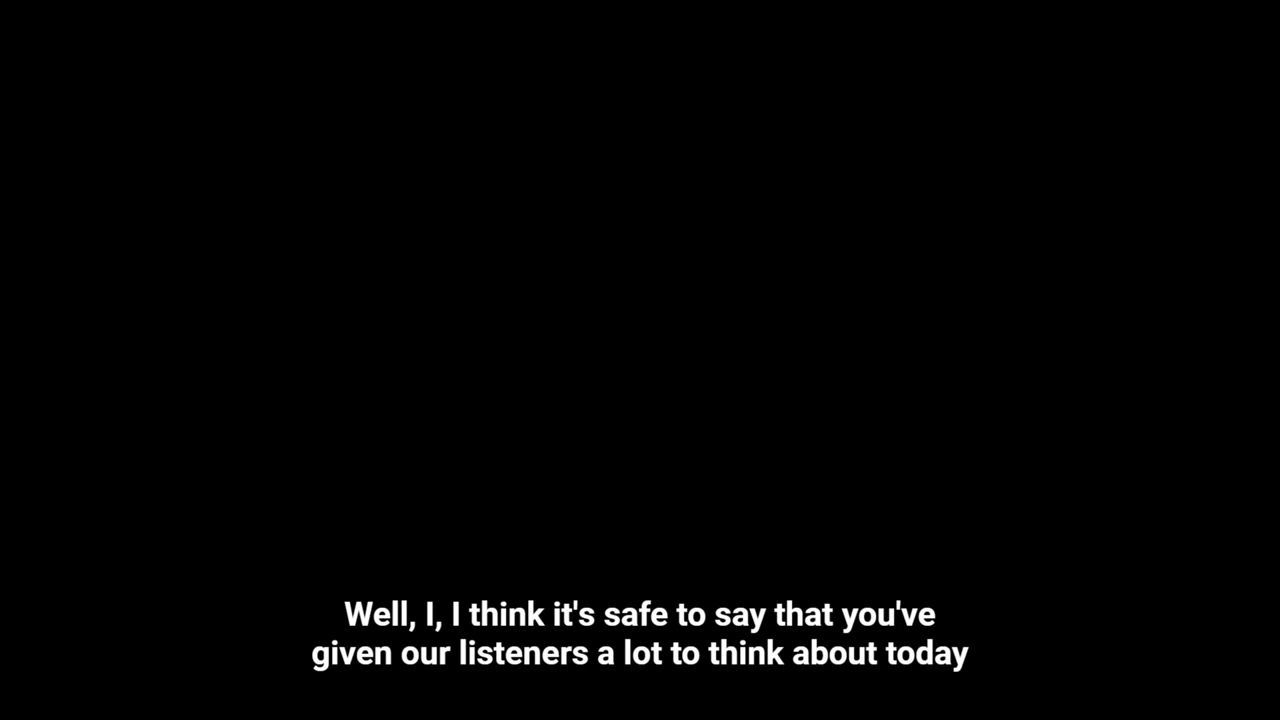 Well, I, I think it's safe to say that you've
given our listeners a lot to think about today